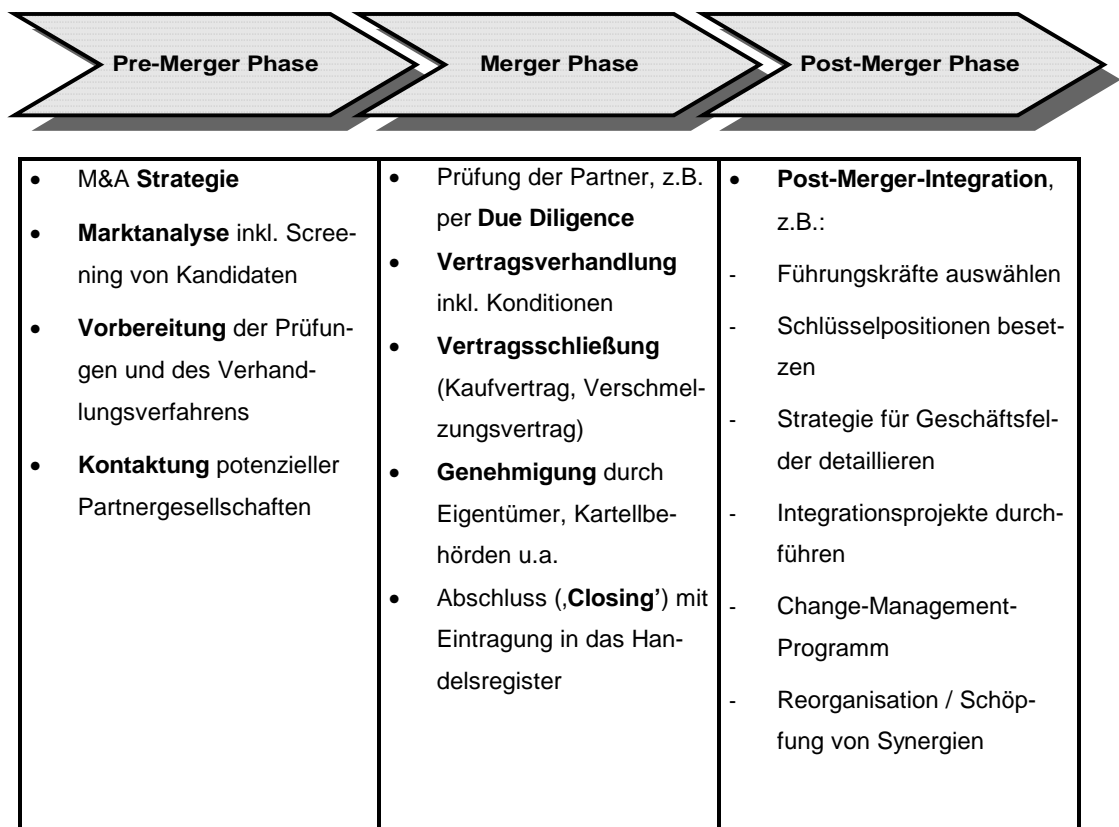 Pre-Merger Phase
Merger Phase
Post-Merger Phase
• M&A Strategie
• Marktanalyse inkl. Scree-
ning von Kandidaten
• Vorbereitung der Prüfun-
gen und des Verhand-
lungsverfahrens
• Kontaktung potenzieller
Partnergesellschaften
• Prüfung der Partner, z.B.
per Due Diligence
• Vertragsverhandlung
inkl. Konditionen
• Vertragsschließung
(Kaufvertrag, Verschmel-
zungsvertrag)
• Genehmigung durch
Eigentümer, Kartellbe-
hörden u.a.
• Abschluss (‚Closing’) mit
Eintragung in das Han-
delsregister
• Post-Merger-Integration,
z.B.:
- Führungskräfte auswählen
- Schlüsselpositionen beset-
zen
- Strategie für Geschäftsfel-
der detaillieren
- Integrationsprojekte durch-
führen
- Change-Management-
Programm
- Reorganisation / Schöp-
fung von Synergien